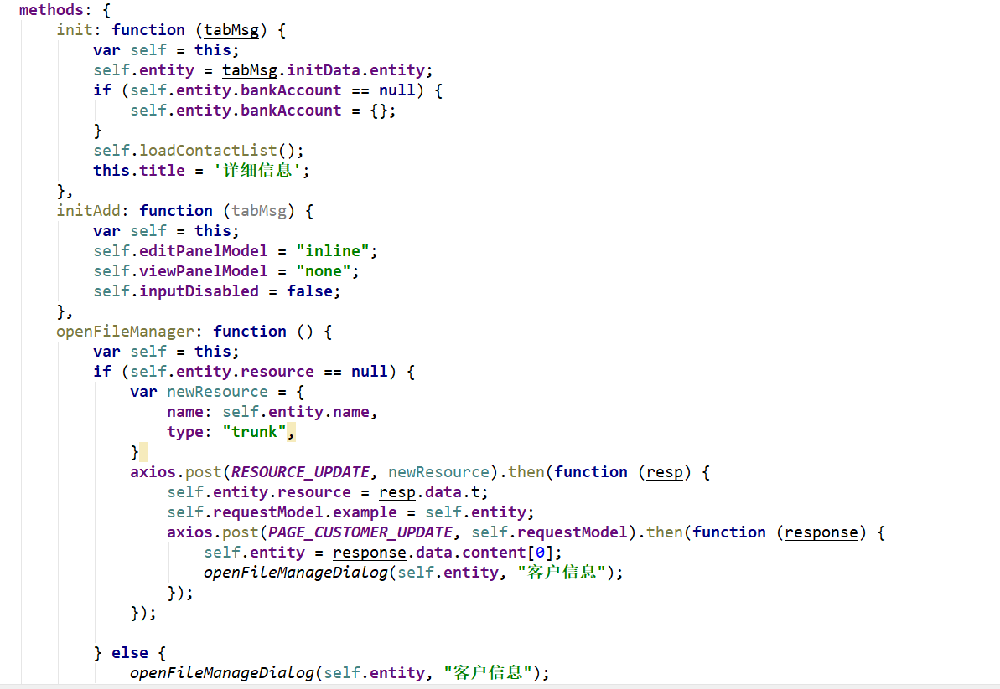 methods: {
init: function (tabMsg) {
var self = this;
self.entity = tabMsg.initData.entity;
if (self.entity.bankAccount == null) {
self.entity.bankAccount = {};
}
self.loadContactList();
this.title = '详细信息';
},
initAdd: function (tabMsg) {
var self = this;
self.editPanelModel = "inline";
self.viewPanelModel = "none";
self.inputDisabled = false;
},
openFileManager: function () {
var self = this;
if (self.entity.resource == null) {
var newResource = {
name: self.entity.name,
type: "trunk",
}
axios.post(RESOURCE_UPDATE, newResource).then(function (resp) {
self.entity.resource = resp.data.t;
self.requestModel.example = self.entity;
axios.post(PAGE_CUSTOMER_UPDATE, self.requestModel).then(function (response) {
self.entity = response.data.content[0];
openFileManageDialog(self.entity, "客户信息");
});
});
} else {
openFileManageDialog(self.entity, "客户信息");